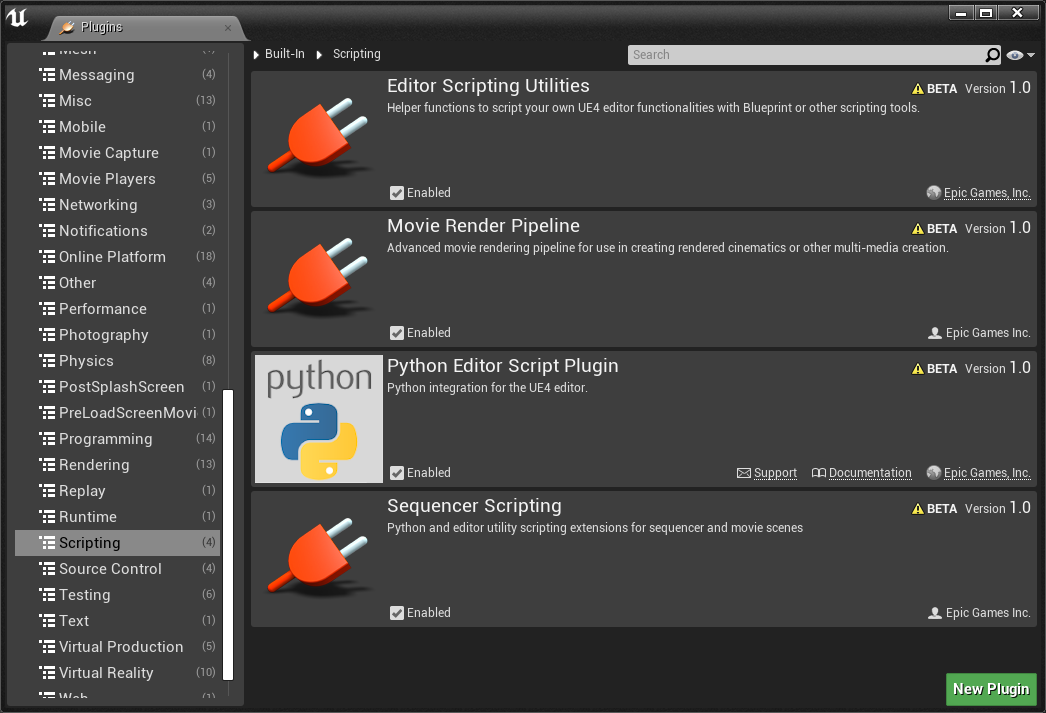 Plugins
Mesh
Messaging (4)
Misc (13)
Mobile (1)
Movie Capture (1)
Movie Players (5)
Networking (3)
Notifications (2)
Online Platform (18)
Other (4)
Performance (1)
Photography (1)
Physics (8)
PostSplashScreen (1)
PreLoadScreenMovi (1)
Programming (14)
Rendering (13)
Replay (1)
Runtime (1)
Scripting (4)
Source Control (4)
Testing (6)
Text (1)
Virtual Production (5)
Virtual Reality (10)
Web (1)
Built-In Scripting
Search
Editor Scripting Utilities
BETA Version 1.0
Helper functions to script your own UE4 editor functionalities with Blueprint or other scripting tools.
Enabled
Epic Games, Inc.
Movie Render Pipeline
BETA Version 1.0
Advanced movie rendering pipeline for use in creating rendered cinematics or other multi-media creation.
Enabled
Epic Games Inc.
python
Python Editor Script Plugin
BETA Version 1.0
Python integration for the UE4 editor.
Enabled
Support Documentation Epic Games, Inc.
Sequencer Scripting
BETA Version 1.0
Python and editor utility scripting extensions for sequencer and movie scenes
Enabled
Epic Games Inc.
New Plugin